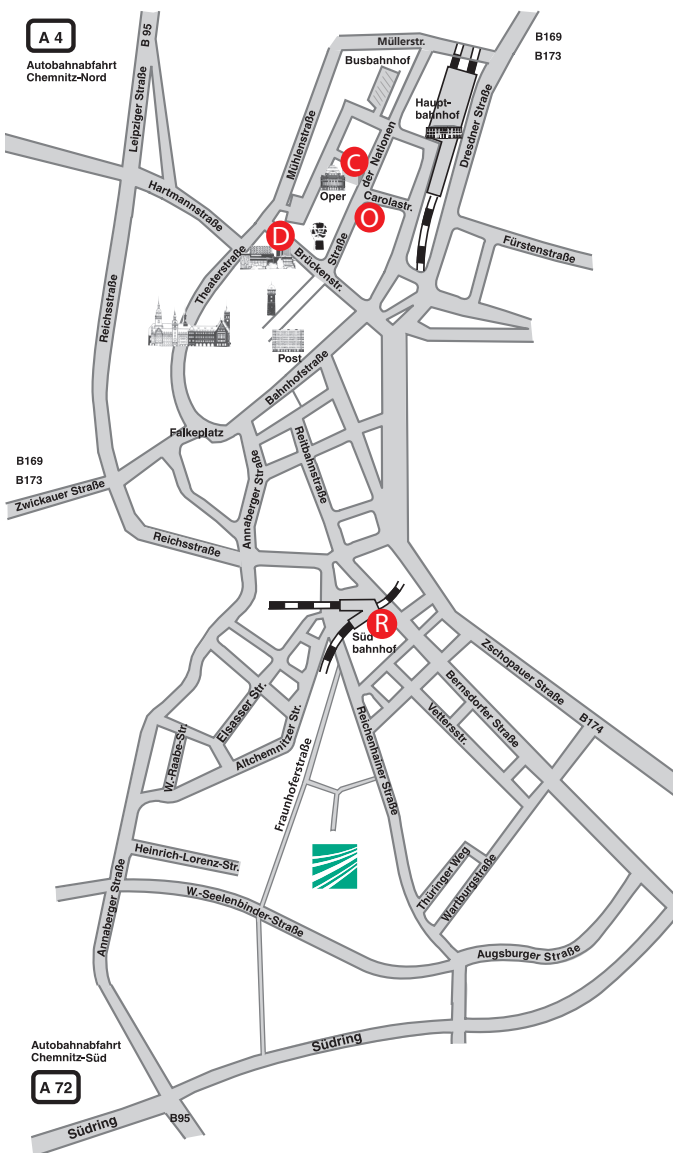 A 4
Autobahnabfahrt
Chemnitz-Nord
B 95
Leipziger Straße
Müllerstr.
Busbahnhof
B169
B173
Haupt-
bahnhof
Dresdner Straße
Mühlenstraße
Hartmannstraße
C
der Nationen
Straße
Oper
Carolastr.
O
D
Brückenstr.
Theaterstraße
Fürstenstraße
Reichsstraße
Post
Bahnhofstraße
Falkeplatz
Reitbahnstraße
Annaberger Straße
B169
B173
Zwickauer Straße
Reichsstraße
R
Süd
bahnhof
Zschopauer Straße
B174
Bernsdorfer Straße
Vettersstr.
Elsasser Str.
W.-Raabe-Str.
Altchemnitzer Str.
Fraunhoferstraße
Reichenhainer Straße
Heinrich-Lorenz-Str.
Thüringer Weg
Wartburgstraße
W.-Seelenbinder-Straße
Annaberger Straße
Augsburger Straße
Südring
Autobahnabfahrt
Chemnitz-Süd
A 72
Südring
B95